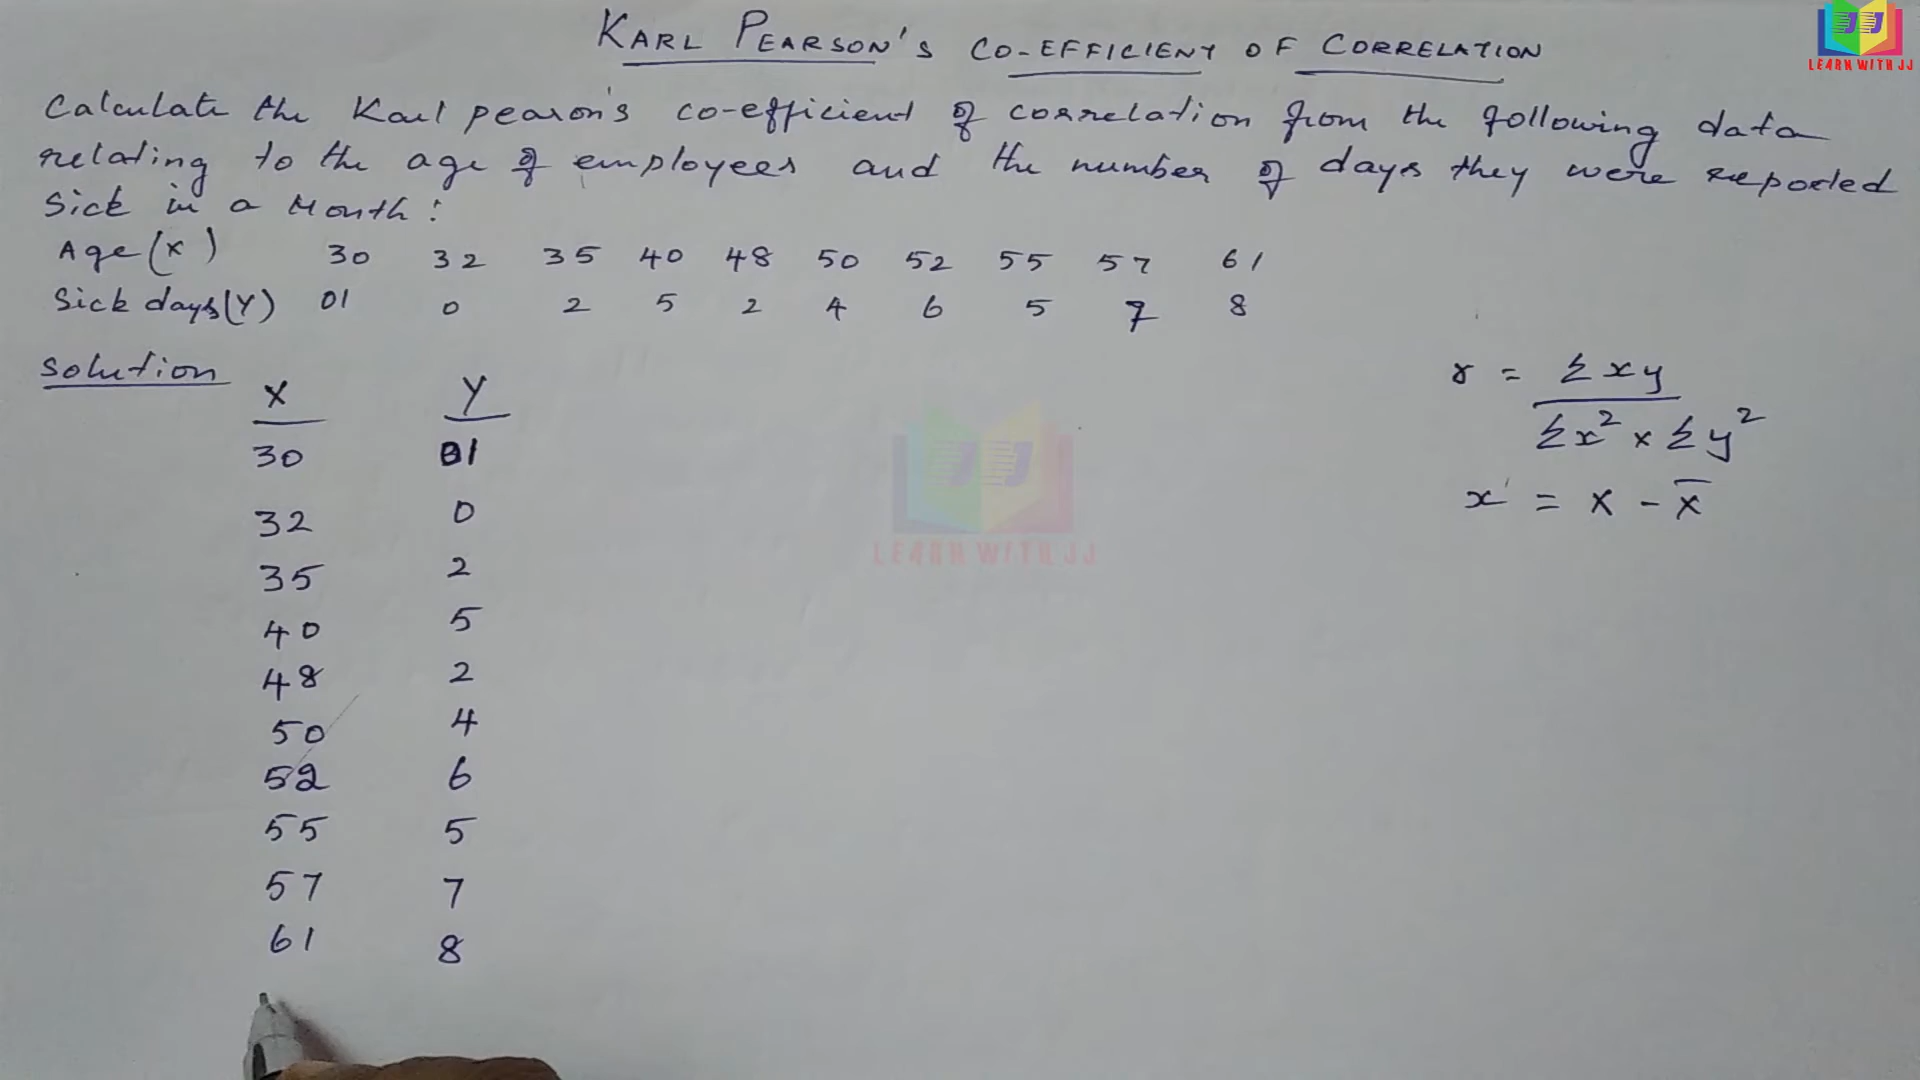 KARL PEARSON'S CO-EFFICIENT OF CORRELATION
LEARN WITH JJ
Calculate the Karl pearon's co-efficient of correlation from the following data
relating to the age of employees and the number of days they were reported
Sick in a Month :
Age (X) 30 32 35 40 48 50 52 55 57 61
Sick days (Y) 01 0 2 5 2 4 6 5 7 8
Solution
X Y
30 01
32 0
35 2
40 5
48 2
50 4
52 6
55 5
57 7
61 8
r = Σxy
Σx² × Σy²
x = X - X̅
LEARN WITH JJ